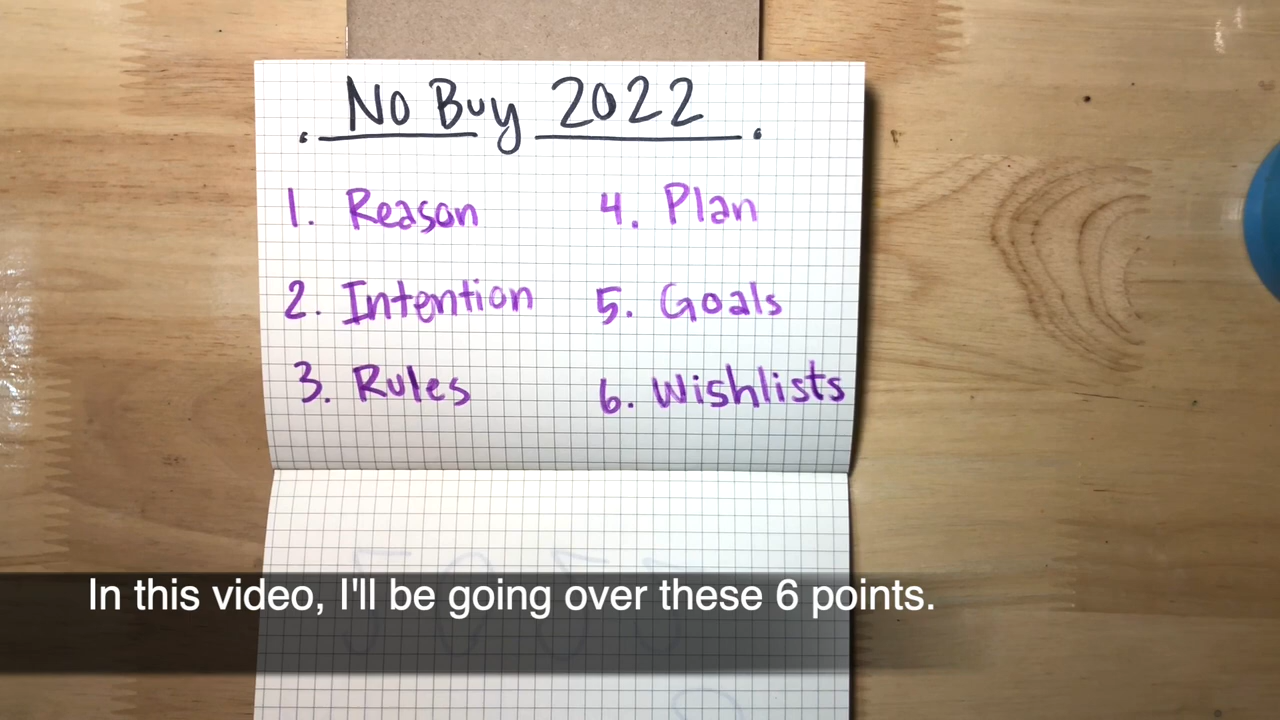 No Buy 2022
1. Reason
2. Intention
3. Rules
4. Plan
5. Goals
6. Wishlists
In this video, I'll be going over these 6 points.